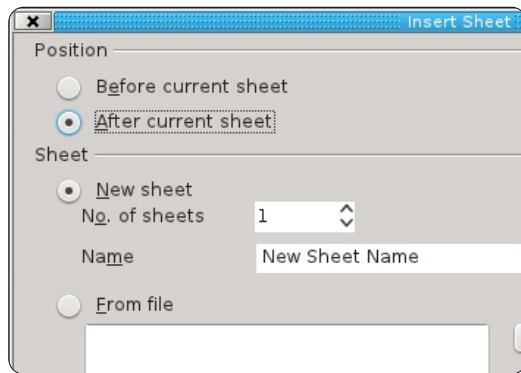 Insert Sheet
Position
Before current sheet
After current sheet
Sheet
New sheet
No. of sheets 1
Name New Sheet Name
From file